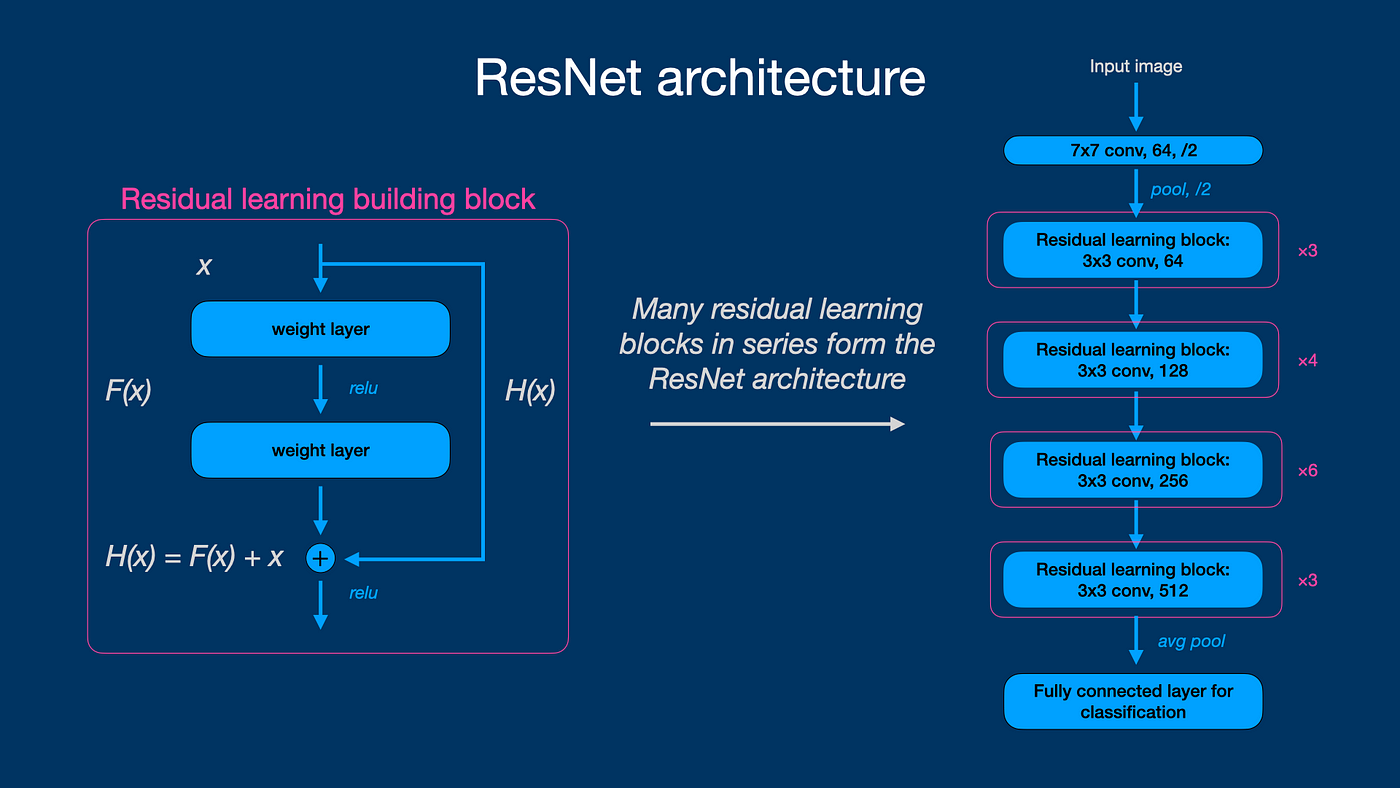 ResNet architecture
Residual learning building block
x
weight layer
F(x)
relu
H(x)
weight layer
H(x) = F(x) + x
+
relu
Many residual learning
blocks in series form the
ResNet architecture
Input image
7x7 conv, 64, /2
pool, /2
Residual learning block:
3x3 conv, 64
×3
Residual learning block:
3x3 conv, 128
×4
Residual learning block:
3x3 conv, 256
×6
Residual learning block:
3x3 conv, 512
×3
avg pool
Fully connected layer for
classification